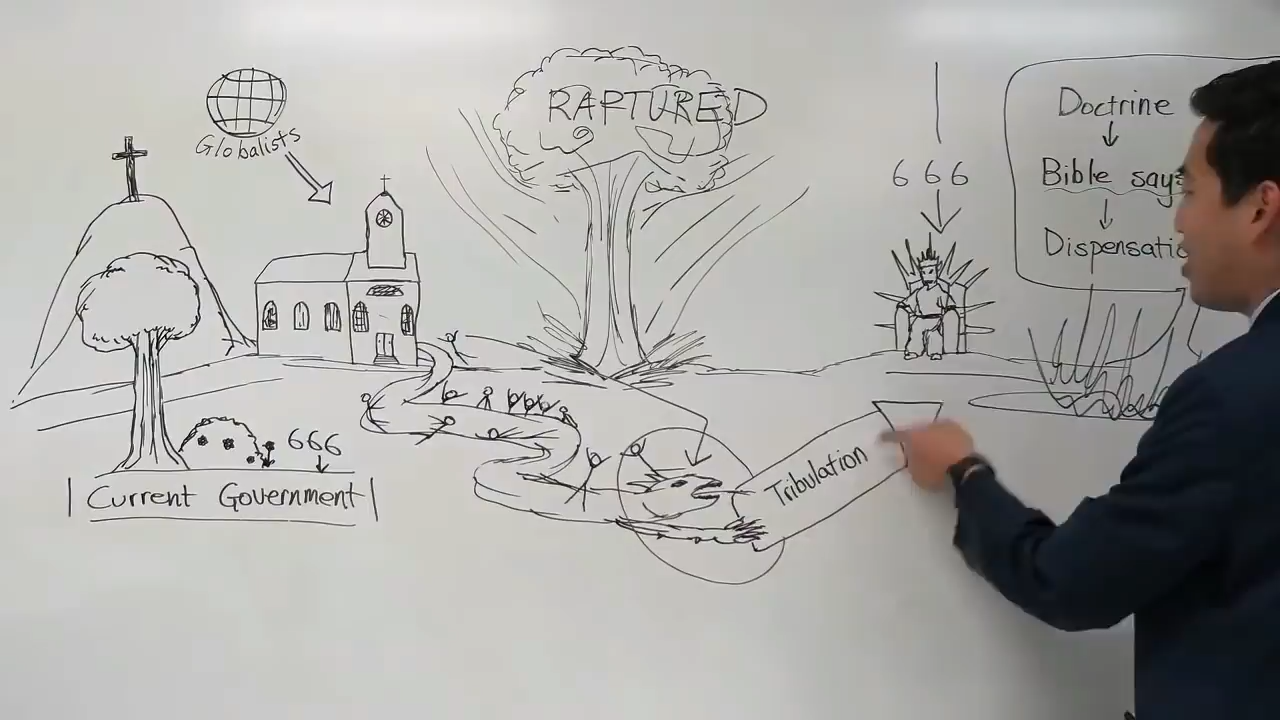 Globalists
RAPTURED
666
Doctrine
Bible says
666
Current Government
Tribulation